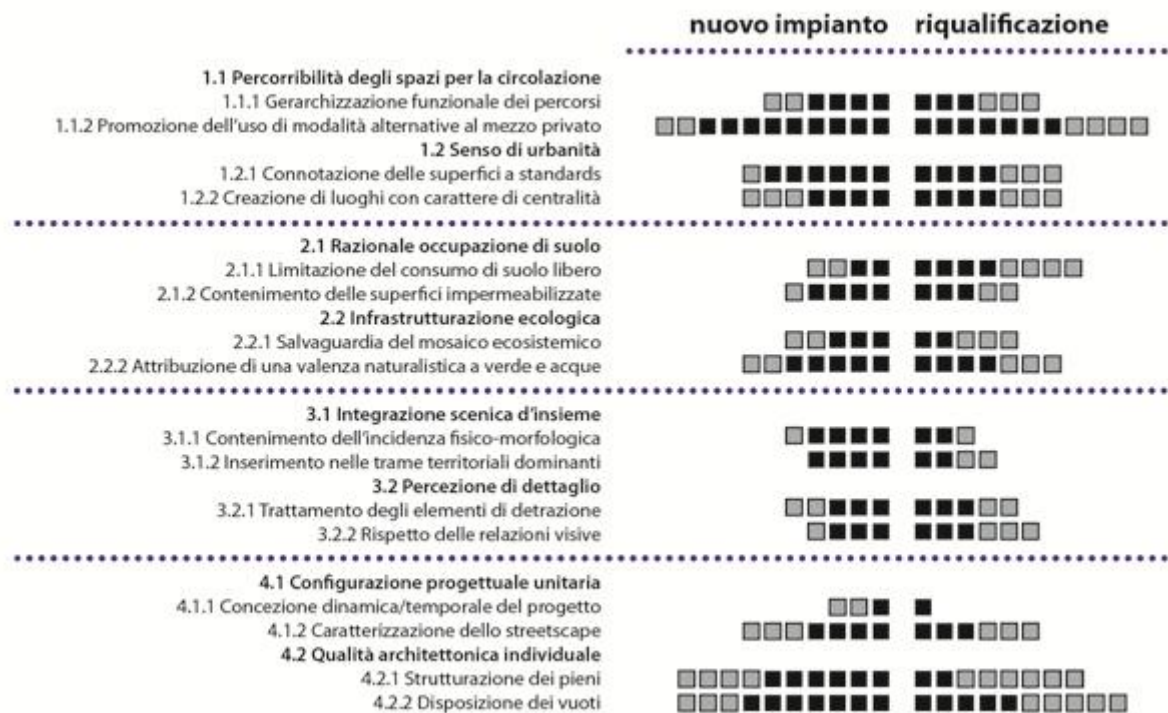 nuovo impianto riqualificazione
1.1 Percorribilità degli spazi per la circolazione
1.1.1 Gerarchizzazione funzionale dei percorsi
1.1.2 Promozione dell'uso di modalità alternative al mezzo privato
1.2 Senso di urbanità
1.2.1 Connotazione delle superfici a standards
1.2.2 Creazione di luoghi con carattere di centralità
2.1 Razionale occupazione di suolo
2.1.1 Limitazione del consumo di suolo libero
2.1.2 Contenimento delle superfici impermeabilizzate
2.2 Infrastrutturazione ecologica
2.2.1 Salvaguardia del mosaico ecosistemico
2.2.2 Attribuzione di una valenza naturalistica a verde e acque
3.1 Integrazione scenica d'insieme
3.1.1 Contenimento dell'incidenza fisico-morfologica
3.1.2 Inserimento nelle trame territoriali dominanti
3.2 Percezione di dettaglio
3.2.1 Trattamento degli elementi di detrazione
3.2.2 Rispetto delle relazioni visive
4.1 Configurazione progettuale unitaria
4.1.1 Concezione dinamica/temporale del progetto
4.1.2 Caratterizzazione dello streetscape
4.2 Qualità architettonica individuale
4.2.1 Strutturazione dei pieni
4.2.2 Disposizione dei vuoti